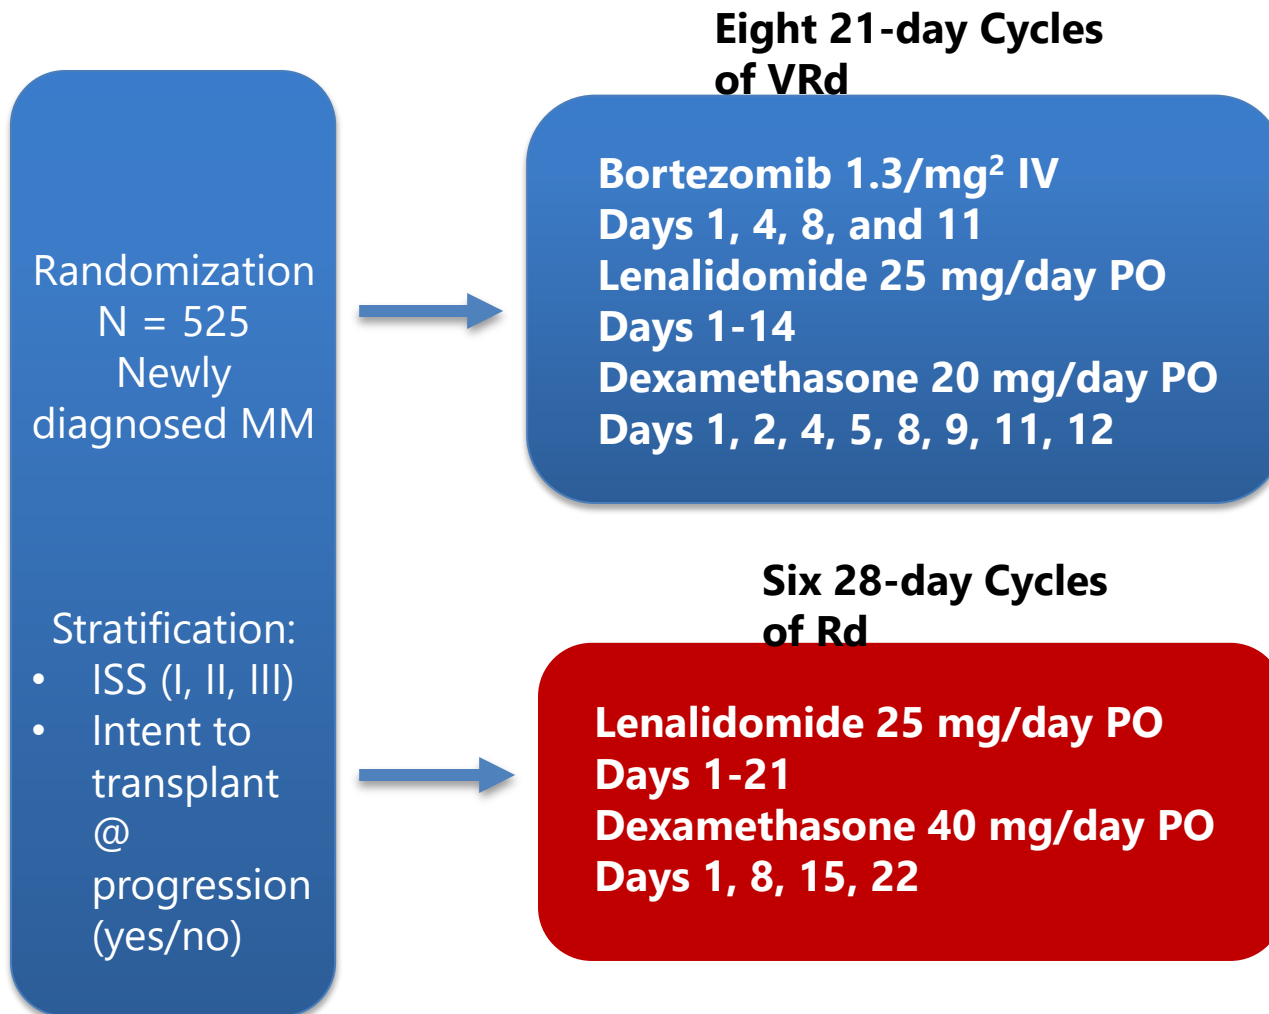 Eight 21-day Cycles
of VRd
Randomization
N = 525
Newly
diagnosed MM
Stratification:
• ISS (I, II, III)
• Intent to
transplant
@
progression
(yes/no)
Bortezomib 1.3/mg² IV
Days 1, 4, 8, and 11
Lenalidomide 25 mg/day PO
Days 1-14
Dexamethasone 20 mg/day PO
Days 1, 2, 4, 5, 8, 9, 11, 12
Six 28-day Cycles
of Rd
Lenalidomide 25 mg/day PO
Days 1-21
Dexamethasone 40 mg/day PO
Days 1, 8, 15, 22